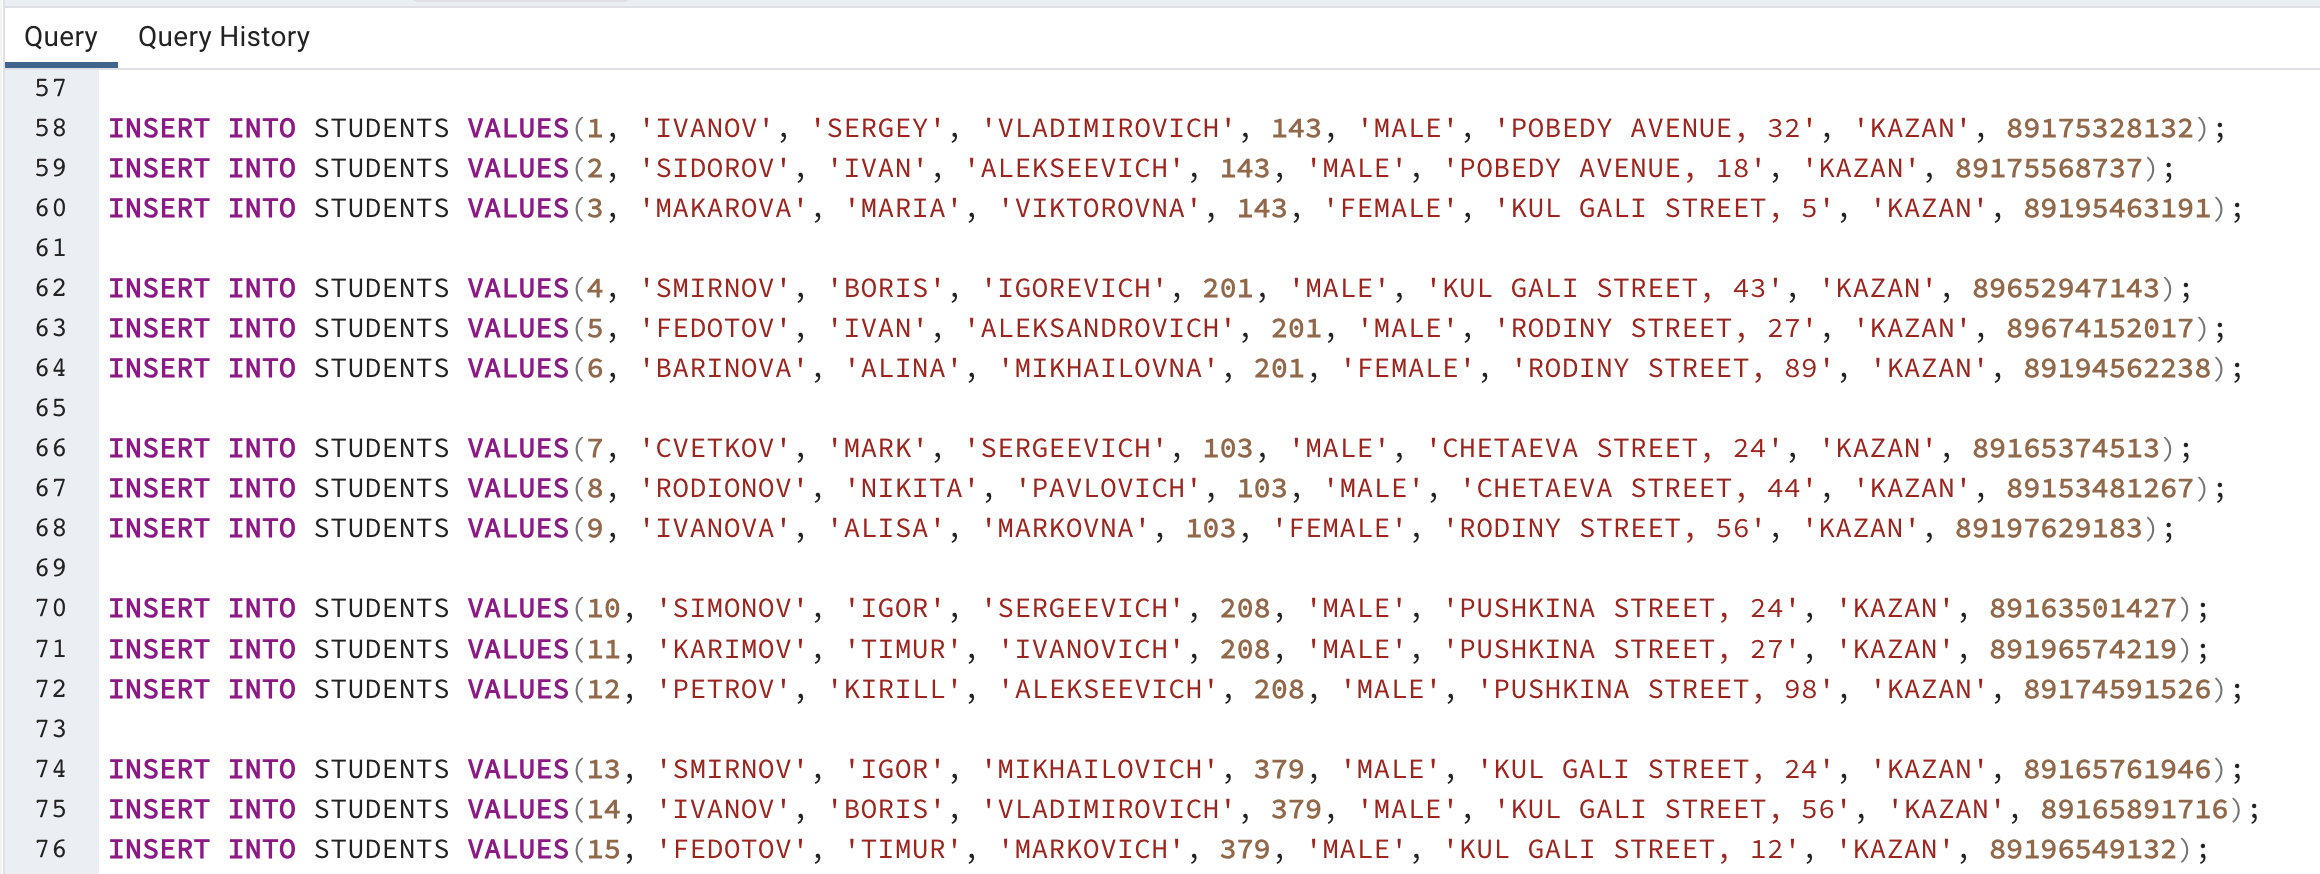 Query Query History
57
58 INSERT INTO STUDENTS VALUES(1, 'IVANOV', 'SERGEY', 'VLADIMIROVICH', 143, 'MALE', 'POBEDY AVENUE, 32', 'KAZAN', 89175328132);
59 INSERT INTO STUDENTS VALUES(2, 'SIDOROV', 'IVAN', 'ALEKSEEVICH', 143, 'MALE', 'POBEDY AVENUE, 18', 'KAZAN', 89175568737);
60 INSERT INTO STUDENTS VALUES(3, 'MAKAROVA', 'MARIA', 'VIKTOROVNA', 143, 'FEMALE', 'KUL GALI STREET, 5', 'KAZAN', 89195463191);
61
62 INSERT INTO STUDENTS VALUES(4, 'SMIRNOV', 'BORIS', 'IGOREVICH', 201, 'MALE', 'KUL GALI STREET, 43', 'KAZAN', 89652947143);
63 INSERT INTO STUDENTS VALUES(5, 'FEDOTOV', 'IVAN', 'ALEKSANDROVICH', 201, 'MALE', 'RODINY STREET, 27', 'KAZAN', 89674152017);
64 INSERT INTO STUDENTS VALUES(6, 'BARINOVA', 'ALINA', 'MIKHAILOVNA', 201, 'FEMALE', 'RODINY STREET, 89', 'KAZAN', 89194562238);
65
66 INSERT INTO STUDENTS VALUES(7, 'CVETKOV', 'MARK', 'SERGEEVICH', 103, 'MALE', 'CHETAEVA STREET, 24', 'KAZAN', 89165374513);
67 INSERT INTO STUDENTS VALUES(8, 'RODIONOV', 'NIKITA', 'PAVLOVICH', 103, 'MALE', 'CHETAEVA STREET, 44', 'KAZAN', 89153481267);
68 INSERT INTO STUDENTS VALUES(9, 'IVANOVA', 'ALISA', 'MARKOVNA', 103, 'FEMALE', 'RODINY STREET, 56', 'KAZAN', 89197629183);
69
70 INSERT INTO STUDENTS VALUES(10, 'SIMONOV', 'IGOR', 'SERGEEVICH', 208, 'MALE', 'PUSHKINA STREET, 24', 'KAZAN', 89163501427);
71 INSERT INTO STUDENTS VALUES(11, 'KARIMOV', 'TIMUR', 'IVANOVICH', 208, 'MALE', 'PUSHKINA STREET, 27', 'KAZAN', 89196574219);
72 INSERT INTO STUDENTS VALUES(12, 'PETROV', 'KIRILL', 'ALEKSEEVICH', 208, 'MALE', 'PUSHKINA STREET, 98', 'KAZAN', 89174591526);
73
74 INSERT INTO STUDENTS VALUES(13, 'SMIRNOV', 'IGOR', 'MIKHAILOVICH', 379, 'MALE', 'KUL GALI STREET, 24', 'KAZAN', 89165761946);
75 INSERT INTO STUDENTS VALUES(14, 'IVANOV', 'BORIS', 'VLADIMIROVICH', 379, 'MALE', 'KUL GALI STREET, 56', 'KAZAN', 89165891716);
76 INSERT INTO STUDENTS VALUES(15, 'FEDOTOV', 'TIMUR', 'MARKOVICH', 379, 'MALE', 'KUL GALI STREET, 12', 'KAZAN', 89196549132);